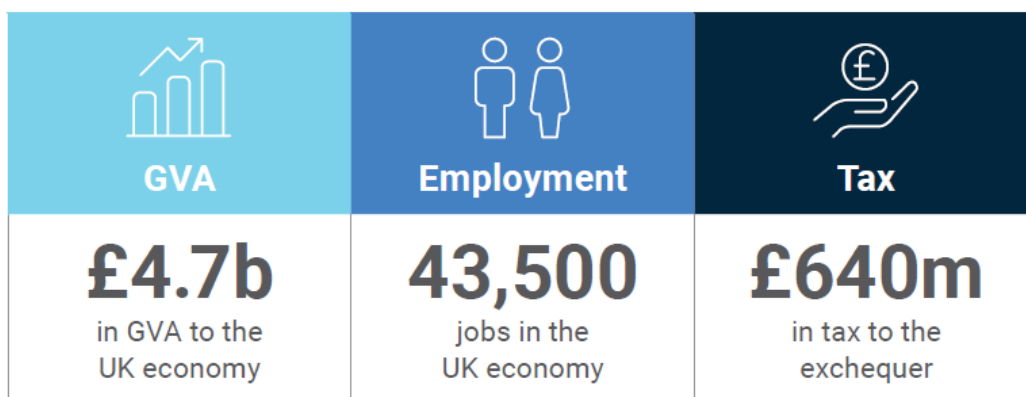 £
GVA
Employment
Tax
£4.7b
in GVA to the
UK economy
43,500
jobs in the
UK economy
£640m
in tax to the
exchequer